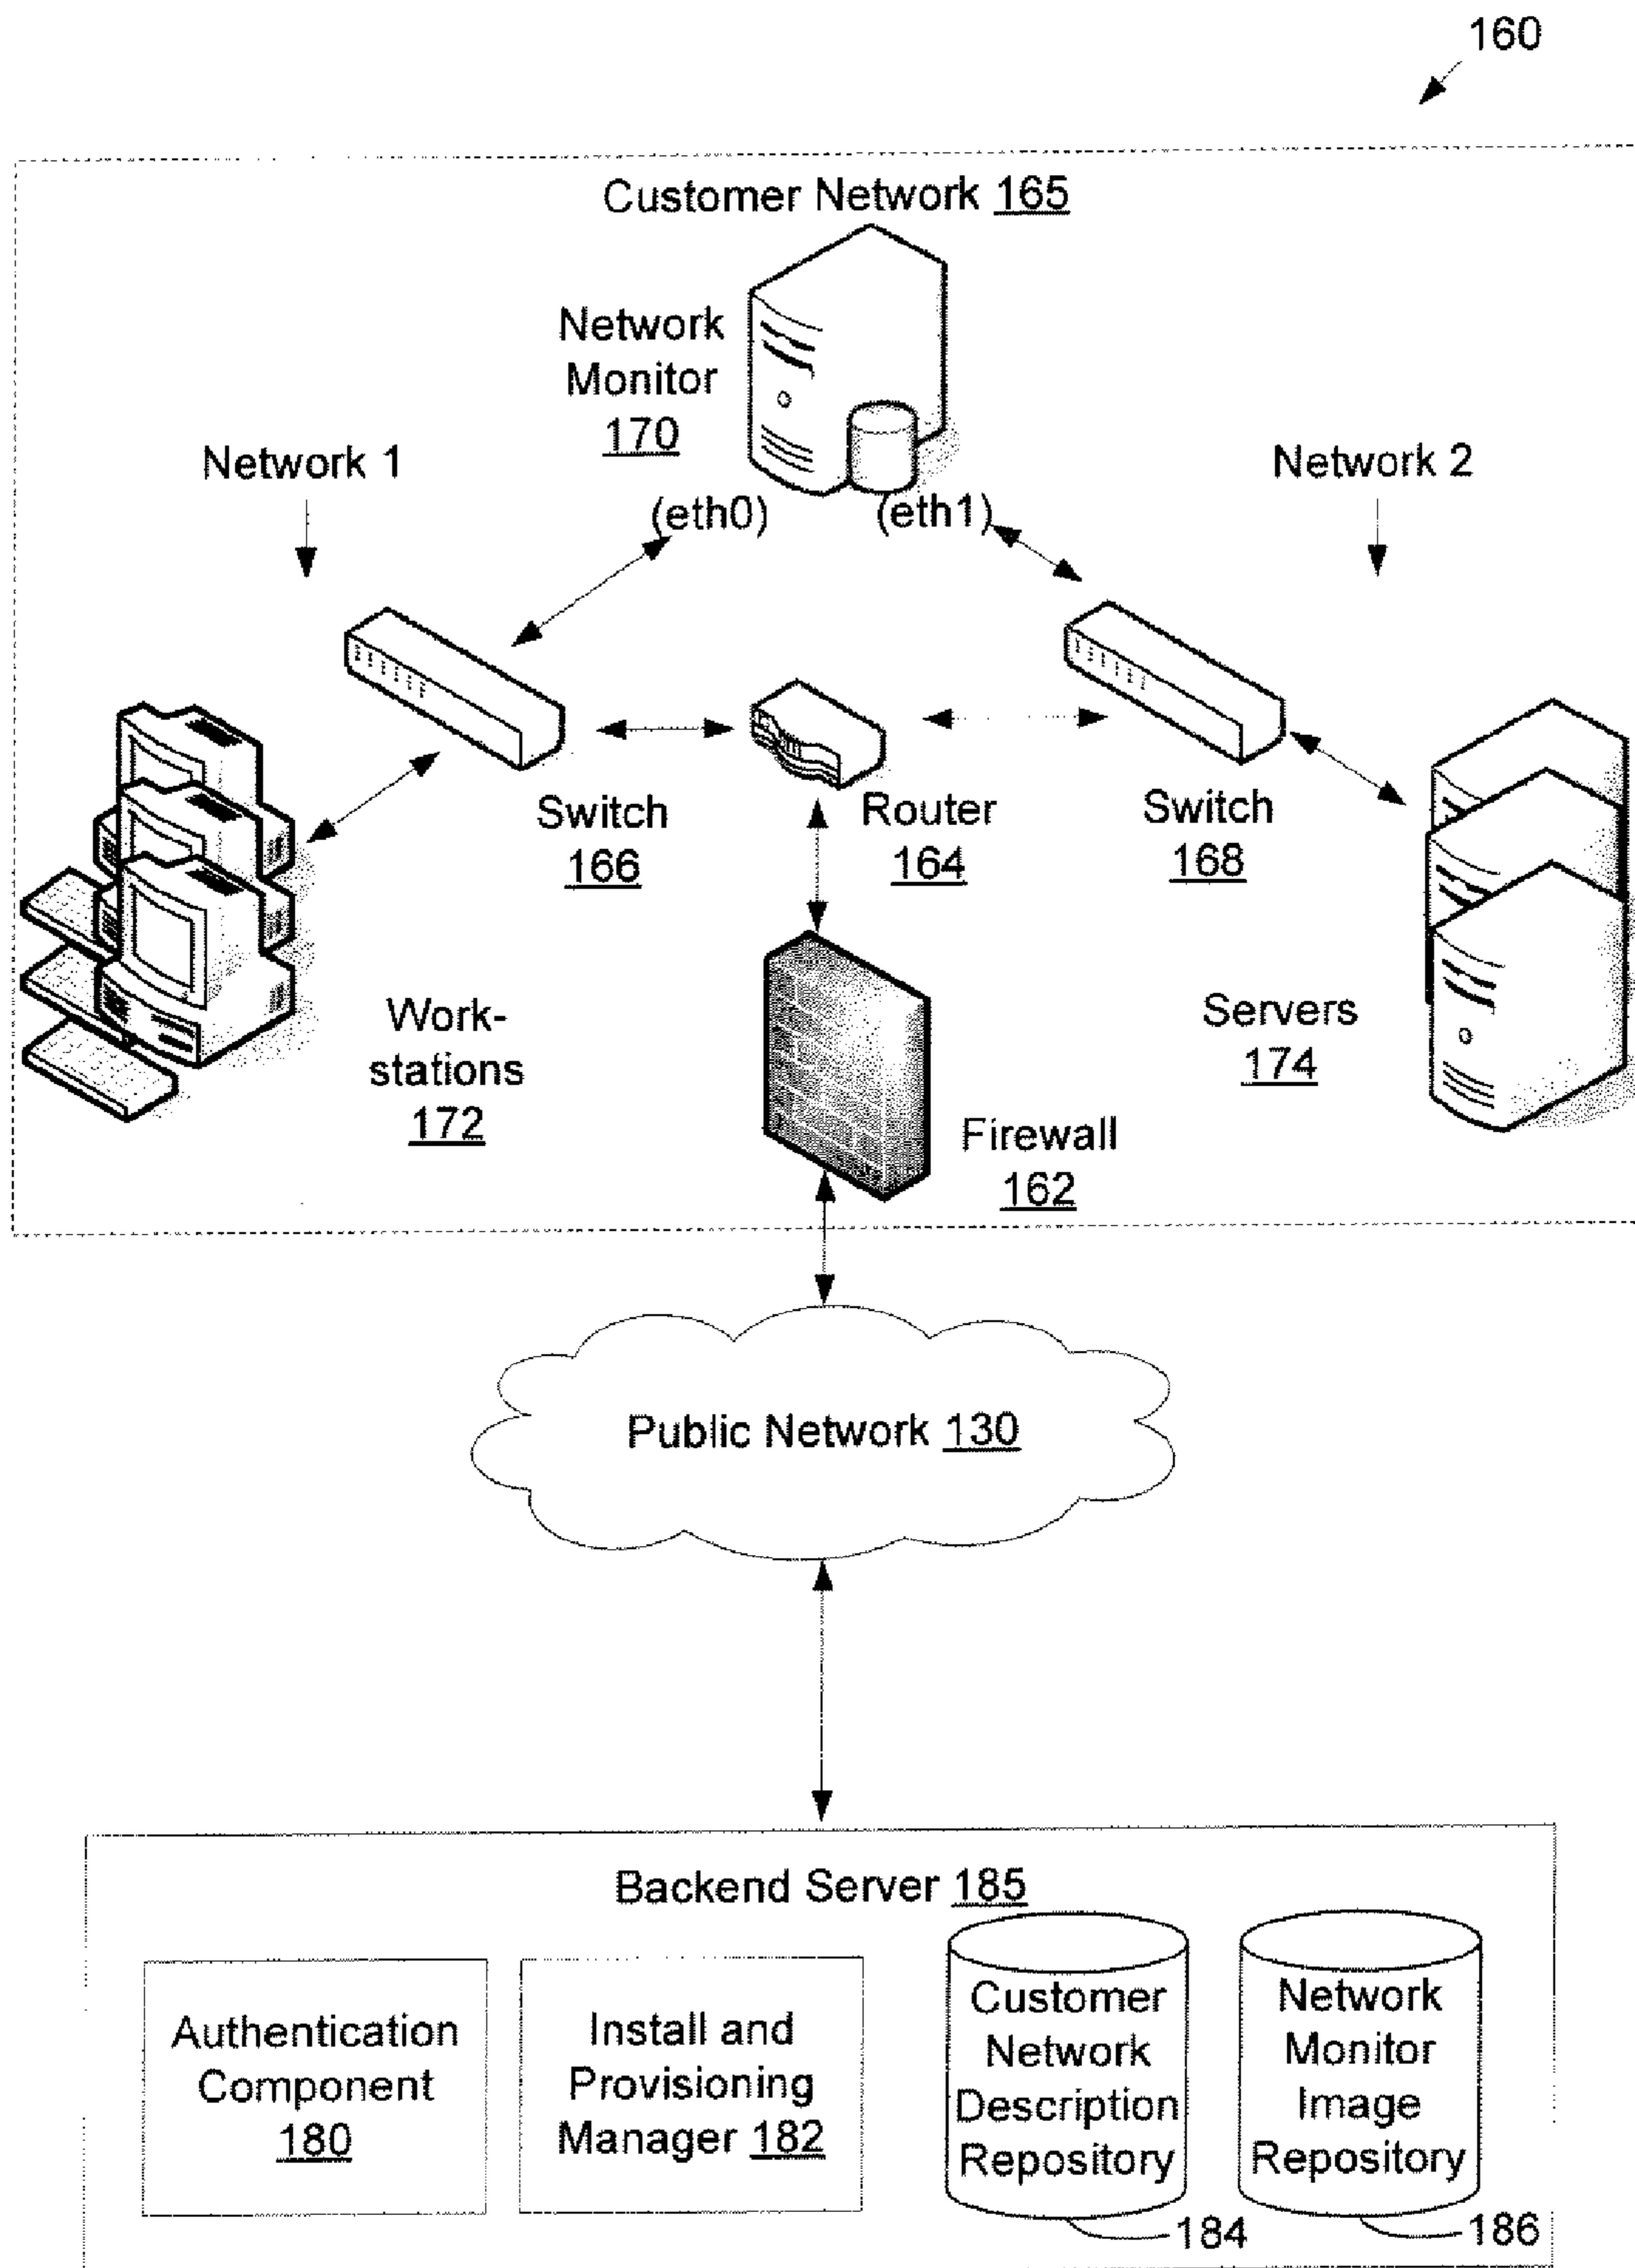 160
Customer Network 165
Network
Monitor
170
Network 1
Network 2
(eth0)
(eth1)
Switch
166
Router
164
Switch
168
Work-
stations
172
Servers
174
Firewall
162
Public Network 130
Backend Server 185
Authentication
Component
180
Install and
Provisioning
Manager 182
Customer
Network
Description
Repository
184
Network
Monitor
Image
Repository
186